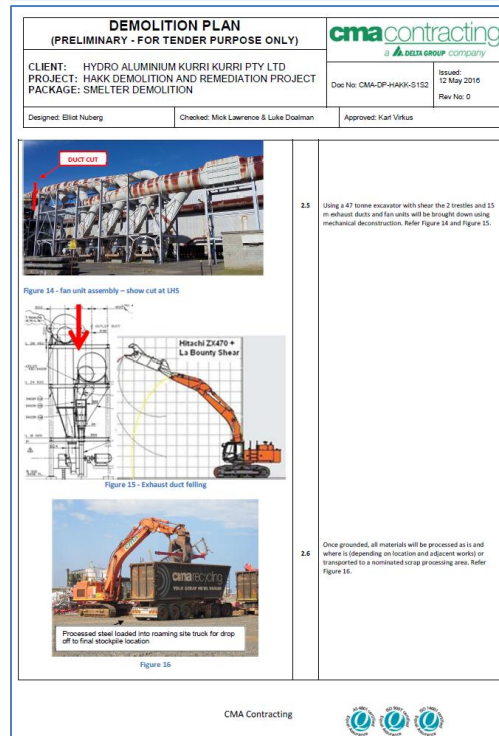 DEMOLITION PLAN
(PRELIMINARY - FOR TENDER PURPOSE ONLY)
cmacontracting
a DELTA GROUP company
CLIENT: HYDRO ALUMINIUM KURRI KURRI PTY LTD
PROJECT: HAKK DEMOLITION AND REMEDIATION PROJECT
PACKAGE: SMELTER DEMOLITION
Doc No: CMA-DP-HAKK-S1S2
Issued:
12 May 2016
Rev No: 0
Designed: Elliot Nuberg
Checked: Mick Lawrence & Luke Doalman
Approved: Karl Virkus
DUCT CUT
Figure 14 - fan unit assembly – show cut at LHS
2.5
Using a 47 tonne excavator with shear the 2 trestles and 15
m exhaust ducts and fan units will be brought down using
mechanical deconstruction. Refer Figure 14 and Figure 15.
Hitachi ZX470 +
La Bounty Shear
Figure 15 - Exhaust duct felling
cmarecycling
Processed steel loaded into roaming site truck for drop
off to final stockpile location
Figure 16
2.6
Once grounded, all materials will be processed as is and
where is (depending on location and adjacent works) or
transported to a nominated scrap processing area. Refer
Figure 16.
CMA Contracting